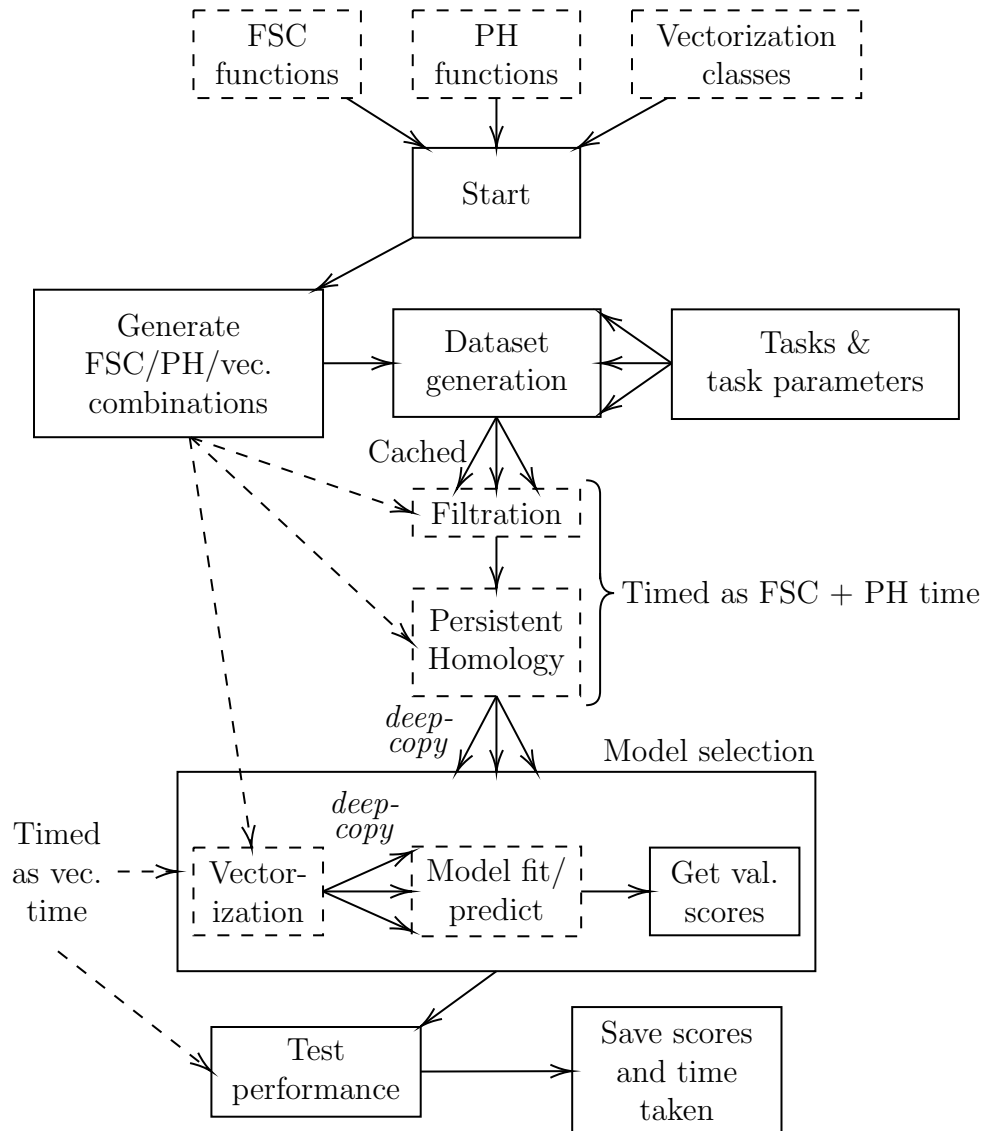 FSC
functions
PH
functions
Vectorization
classes
Start
Generate
FSC/PH/vec.
combinations
Dataset
generation
Tasks &
task parameters
Cached
Filtration
Persistent
Homology
Timed as FSC + PH time
deep-
copy
Model selection
deep-
copy
Timed
as vec.
time
Vector-
ization
Model fit/
predict
Get val.
scores
Test
performance
Save scores
and time
taken